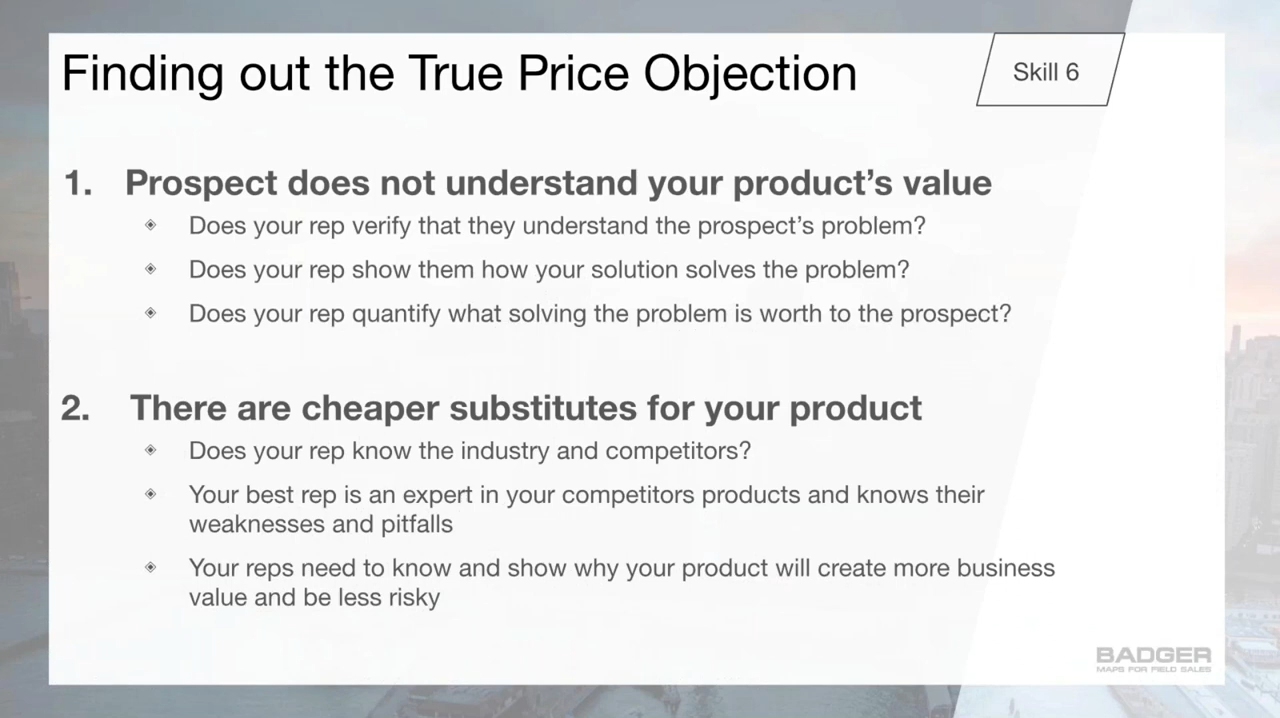 Finding out the True Price Objection
Skill 6
1. Prospect does not understand your product's value
Does your rep verify that they understand the prospect's problem?
Does your rep show them how your solution solves the problem?
Does your rep quantify what solving the problem is worth to the prospect?
2. There are cheaper substitutes for your product
Does your rep know the industry and competitors?
Your best rep is an expert in your competitors products and knows their
weaknesses and pitfalls
Your reps need to know and show why your product will create more business
value and be less risky
BADGER
MAPS FOR FIELD SALES